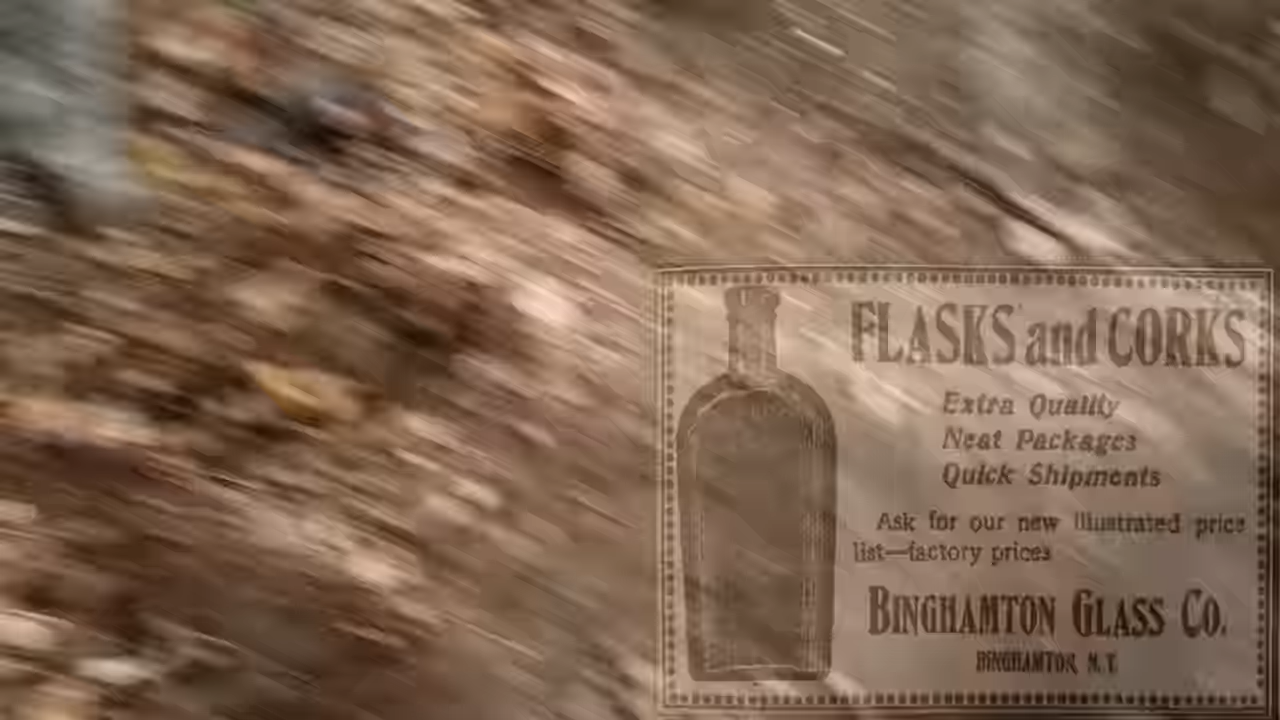 FLASKS and CORKS
Extra Quality
Neat Packages
Quick Shipments
Ask for our new illustrated price
list—factory prices
BINGHAMTON GLASS CO.
BINGHAMTON, N.Y.